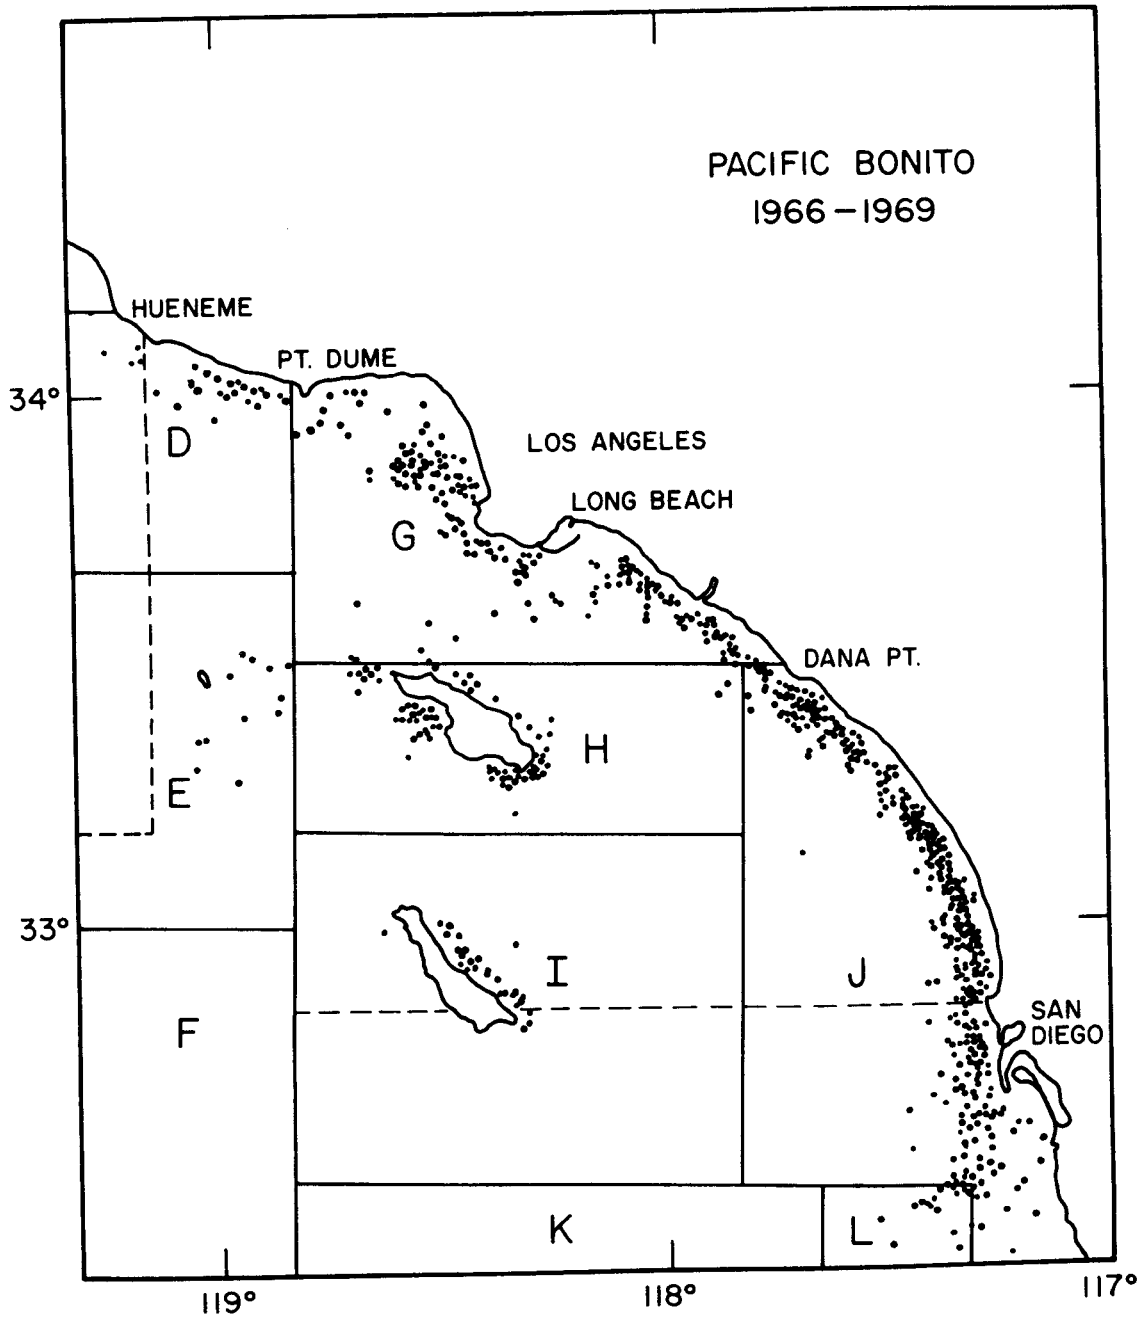 PACIFIC BONITO
1966–1969
HUENEME
PT. DUME
34°
D
LOS ANGELES
LONG BEACH
G
DANA PT.
H
E
33°
I
J
SAN
DIEGO
F
K
L
119°
118°
117°